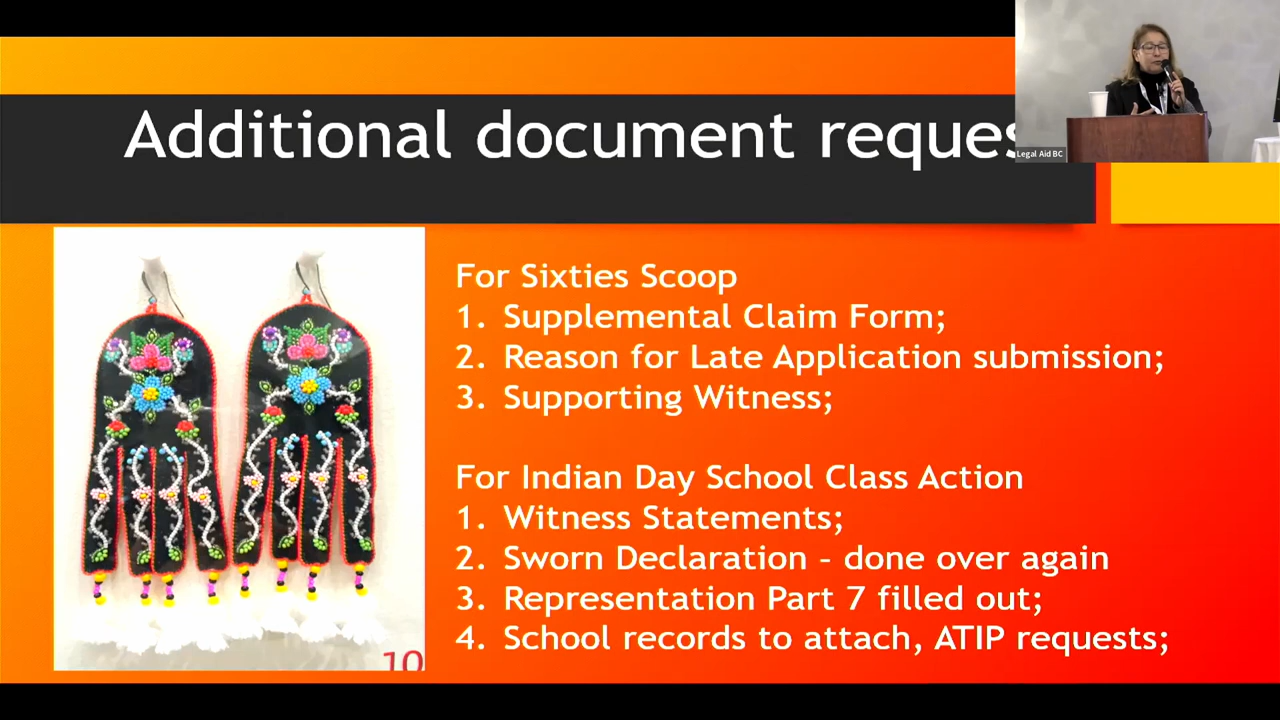 Additional document reques
Legal Aid BC
For Sixties Scoop
1. Supplemental Claim Form;
2. Reason for Late Application submission;
3. Supporting Witness;
For Indian Day School Class Action
1. Witness Statements;
2. Sworn Declaration – done over again
3. Representation Part 7 filled out;
4. School records to attach, ATIP requests;
10